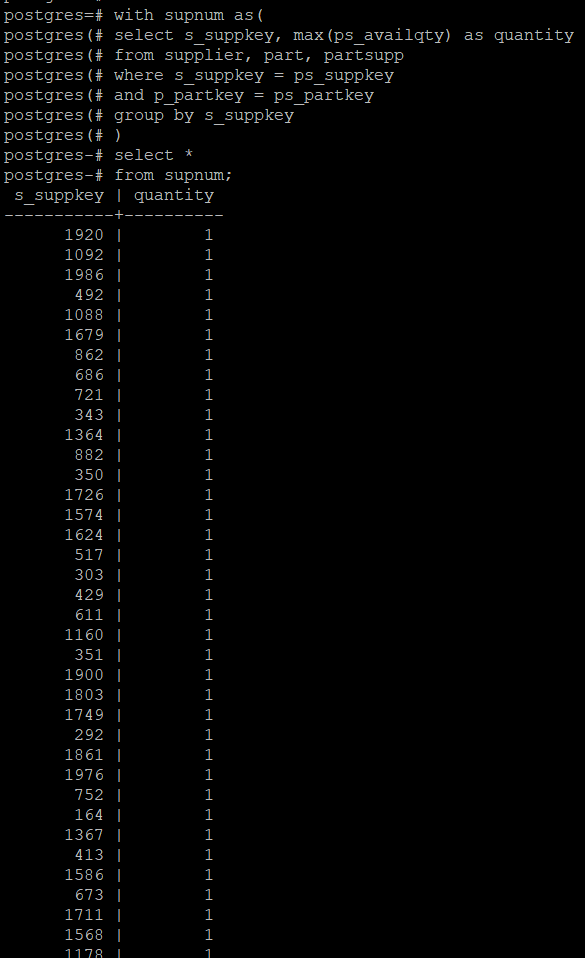 postgres=# with supnum as(
postgres(# select s_suppkey, max(ps_availqty) as quantity
postgres(# from supplier, part, partsupp
postgres(# where s_suppkey = ps_suppkey
postgres(# and p_partkey = ps_partkey
postgres(# group by s_suppkey
postgres(# )
postgres-# select *
postgres-# from supnum;
 s_suppkey | quantity
-----------+----------
      1920 |        1
      1092 |        1
      1986 |        1
       492 |        1
      1088 |        1
      1679 |        1
       862 |        1
       686 |        1
       721 |        1
       343 |        1
      1364 |        1
       882 |        1
       350 |        1
      1726 |        1
      1574 |        1
      1624 |        1
       517 |        1
       303 |        1
       429 |        1
       611 |        1
      1160 |        1
       351 |        1
      1900 |        1
      1803 |        1
      1749 |        1
       292 |        1
      1861 |        1
      1976 |        1
       752 |        1
       164 |        1
      1367 |        1
       413 |        1
      1586 |        1
       673 |        1
      1711 |        1
      1568 |        1
      1178 |        1